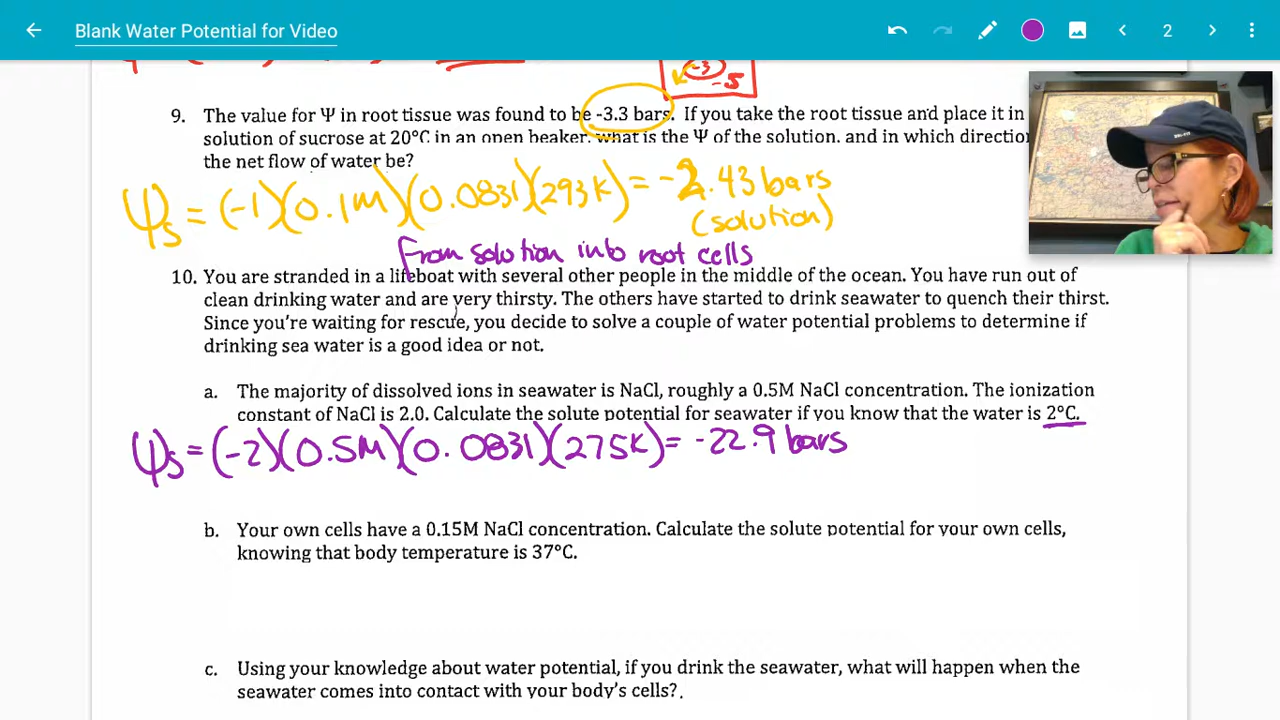 Blank Water Potential for Video
2
-3
-5
9. The value for Ψ in root tissue was found to be -3.3 bars. If you take the root tissue and place it in
solution of sucrose at 20°C in an open beaker, what is the Ψ of the solution, and in which direction
the net flow of water be?
Ψs = (-1)(0.1M)(0.0831)(293K) = -2.43 bars
(solution)
From solution into root cells
10. You are stranded in a lifeboat with several other people in the middle of the ocean. You have run out of
clean drinking water and are very thirsty. The others have started to drink seawater to quench their thirst.
Since you're waiting for rescue, you decide to solve a couple of water potential problems to determine if
drinking sea water is a good idea or not.
a. The majority of dissolved ions in seawater is NaCl, roughly a 0.5M NaCl concentration. The ionization
constant of NaCl is 2.0. Calculate the solute potential for seawater if you know that the water is 2°C.
Ψs = (-2)(0.5M)(0.0831)(275K) = -22.9 bars
b. Your own cells have a 0.15M NaCl concentration. Calculate the solute potential for your own cells,
knowing that body temperature is 37°C.
c. Using your knowledge about water potential, if you drink the seawater, what will happen when the
seawater comes into contact with your body's cells?.